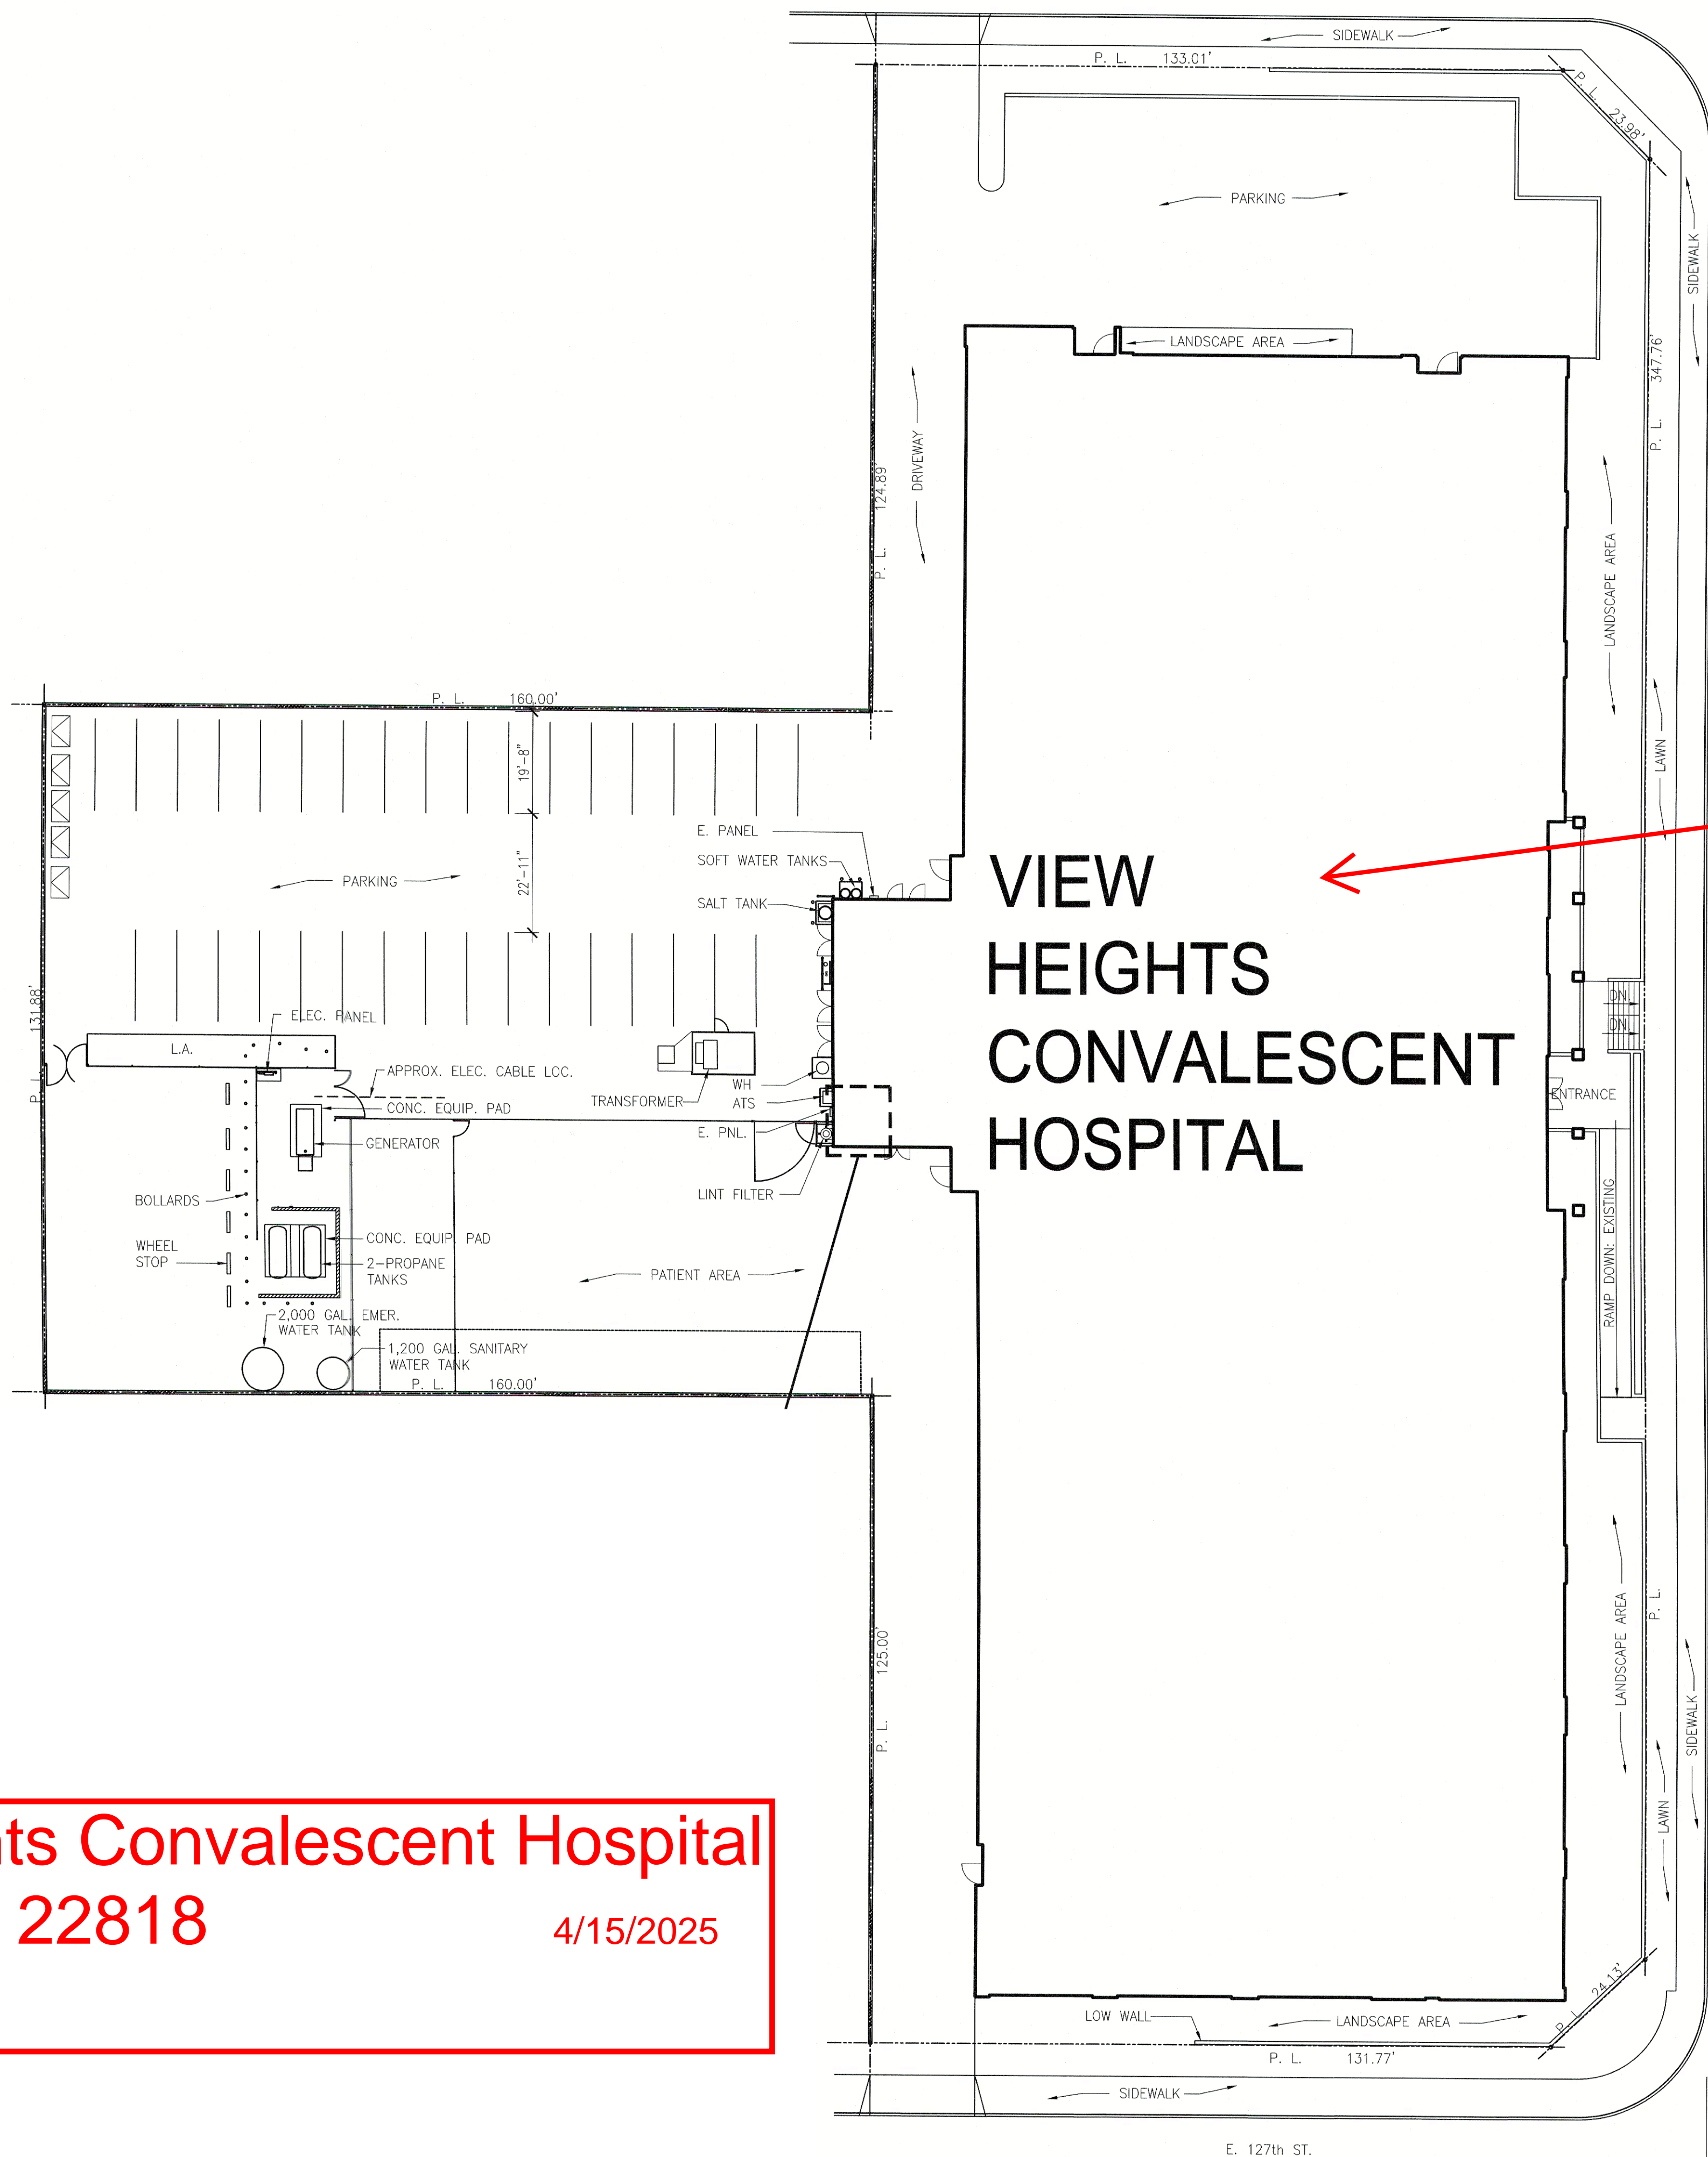 SIDEWALK
P. L. 133.01'
P. L. 23.98'
PARKING
SIDEWALK
LANDSCAPE AREA
P. L. 347.76'
DRIVEWAY
P. L. 124.89'
LANDSCAPE AREA
LAWN
P. L. 160.00'
19'-8"
22'-11"
PARKING
E. PANEL
SOFT WATER TANKS
SALT TANK
VIEW
HEIGHTS
CONVALESCENT
HOSPITAL
P. L. 131.88'
ELEC. PANEL
L.A.
APPROX. ELEC. CABLE LOC.
CONC. EQUIP. PAD
GENERATOR
TRANSFORMER
WH
ATS
E. PNL.
LINT FILTER
DN.
DN.
ENTRANCE
RAMP DOWN: EXISTING
BOLLARDS
WHEEL
STOP
CONC. EQUIP. PAD
2-PROPANE
TANKS
PATIENT AREA
2,000 GAL. EMER.
WATER TANK
1,200 GAL. SANITARY
WATER TANK
P. L. 160.00'
P. L. 125.00'
LANDSCAPE AREA
P. L.
SIDEWALK
LAWN
nts Convalescent Hospital
22818
4/15/2025
P. L. 24.13'
LOW WALL
LANDSCAPE AREA
P. L. 131.77'
SIDEWALK
E. 127th ST.